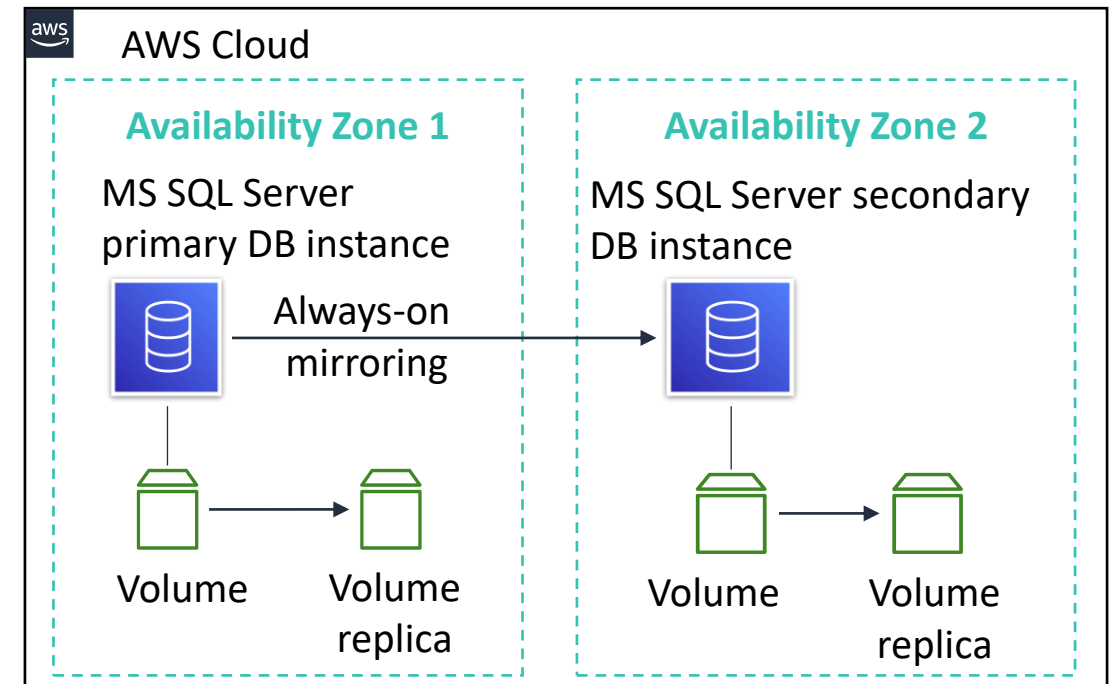 aws
AWS Cloud
Availability Zone 1
MS SQL Server
primary DB instance
Always-on
mirroring
Volume
Volume
replica
Availability Zone 2
MS SQL Server secondary
DB instance
Volume
Volume
replica